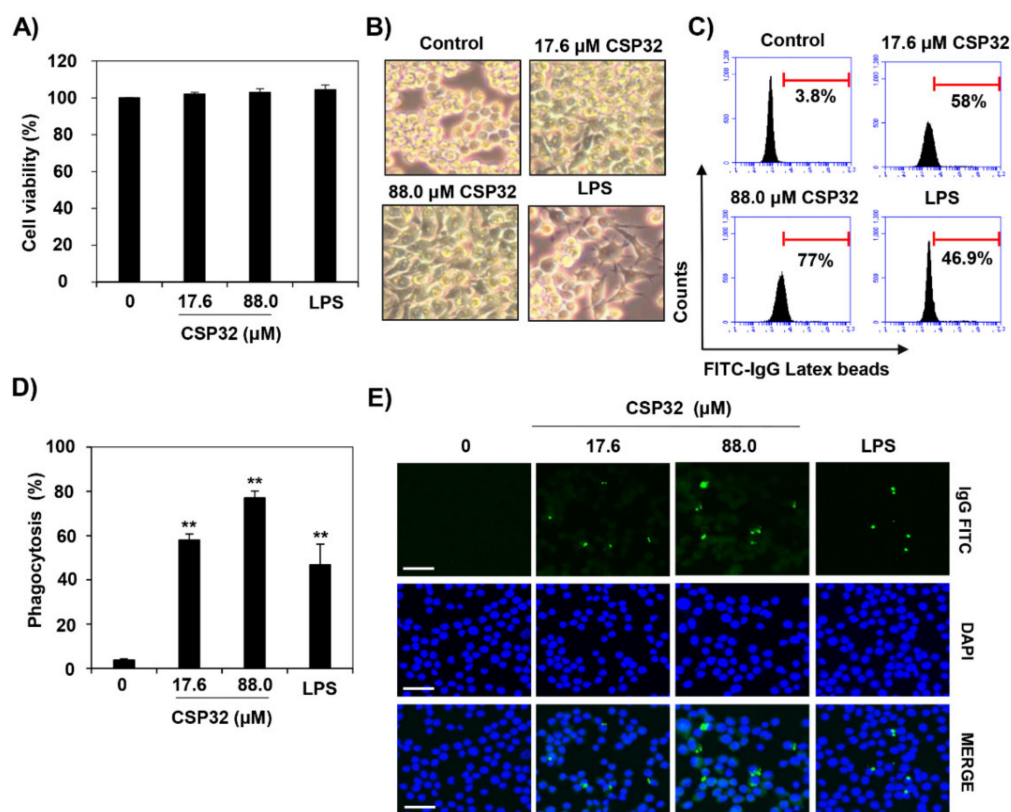 A)
Cell viability (%)
120
100
80
60
40
20
0
0
17.6
88.0
LPS
CSP32 (µM)
B)
Control
17.6 µM CSP32
88.0 µM CSP32
LPS
C)
Control
17.6 µM CSP32
3.8%
58%
88.0 µM CSP32
LPS
77%
46.9%
Counts
FITC-IgG Latex beads
D)
Phagocytosis (%)
100
80
60
40
20
0
**
**
**
0
17.6
88.0
LPS
CSP32 (µM)
E)
CSP32 (µM)
0
17.6
88.0
LPS
IgG FITC
DAPI
MERGE